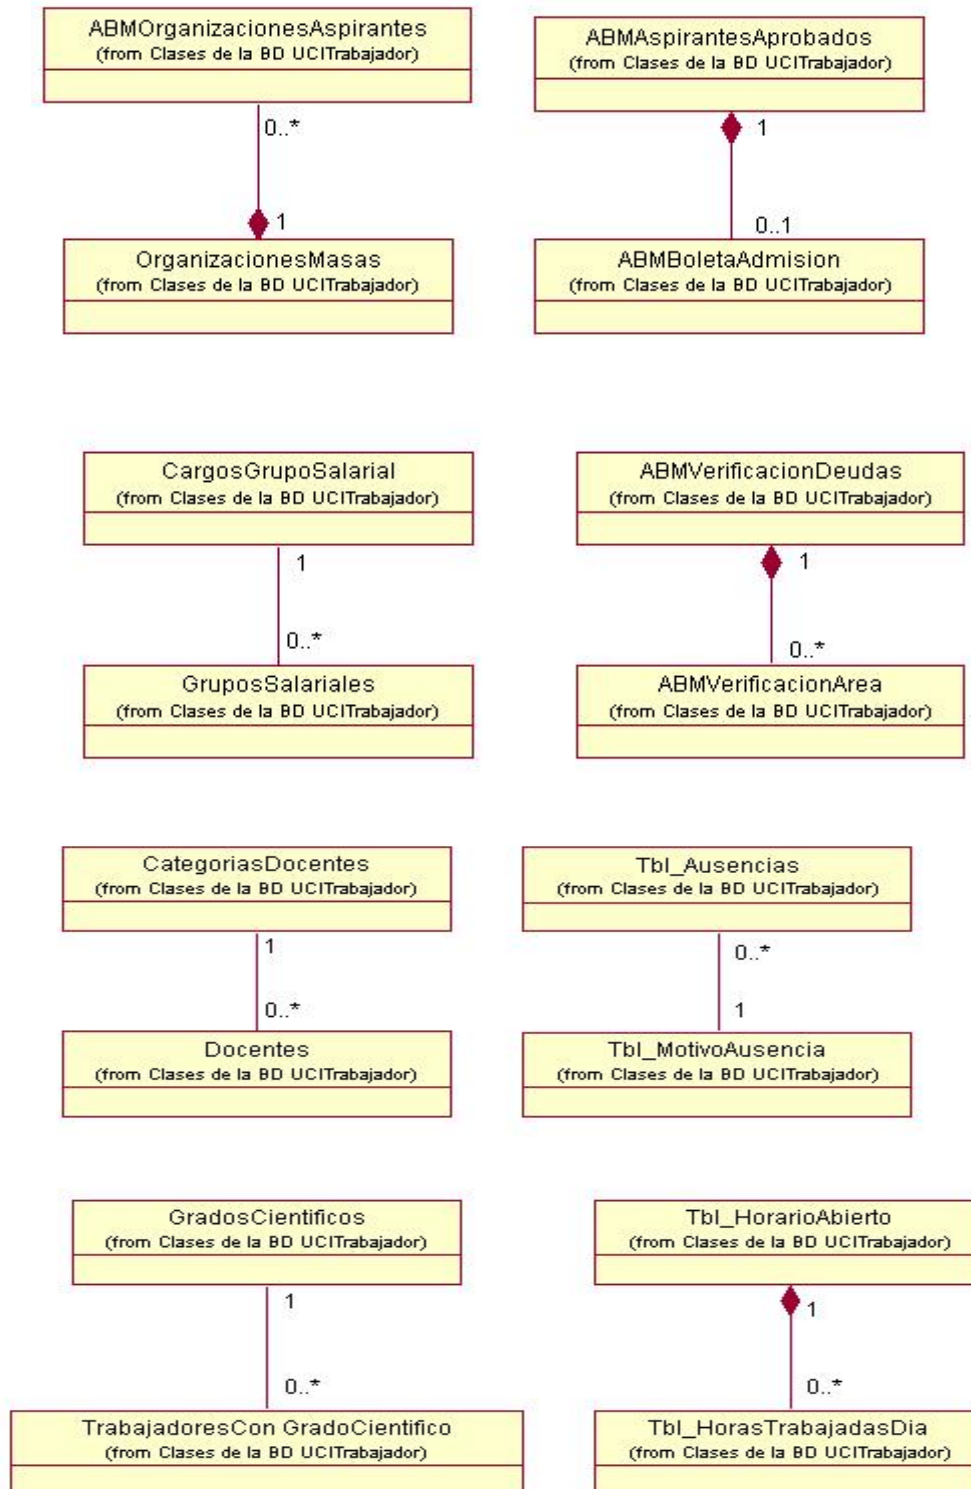 ABMOrganizacionesAspirantes
(from Clases de la BD UCITrabajador)
0..*
1
OrganizacionesMasas
(from Clases de la BD UCITrabajador)
ABMAspirantesAprobados
(from Clases de la BD UCITrabajador)
1
0..1
ABMBoletaAdmision
(from Clases de la BD UCITrabajador)
CargosGrupoSalarial
(from Clases de la BD UCITrabajador)
1
0..*
GruposSalariales
(from Clases de la BD UCITrabajador)
ABMVerificacionDeudas
(from Clases de la BD UCITrabajador)
1
0..*
ABMVerificacionArea
(from Clases de la BD UCITrabajador)
CategoriasDocentes
(from Clases de la BD UCITrabajador)
1
0..*
Docentes
(from Clases de la BD UCITrabajador)
Tbl_Ausencias
(from Clases de la BD UCITrabajador)
0..*
1
Tbl_MotivoAusencia
(from Clases de la BD UCITrabajador)
GradosCientificos
(from Clases de la BD UCITrabajador)
1
0..*
TrabajadoresCon GradoCientifico
(from Clases de la BD UCITrabajador)
Tbl_HorarioAbierto
(from Clases de la BD UCITrabajador)
1
0..*
Tbl_HorasTrabajadasDia
(from Clases de la BD UCITrabajador)